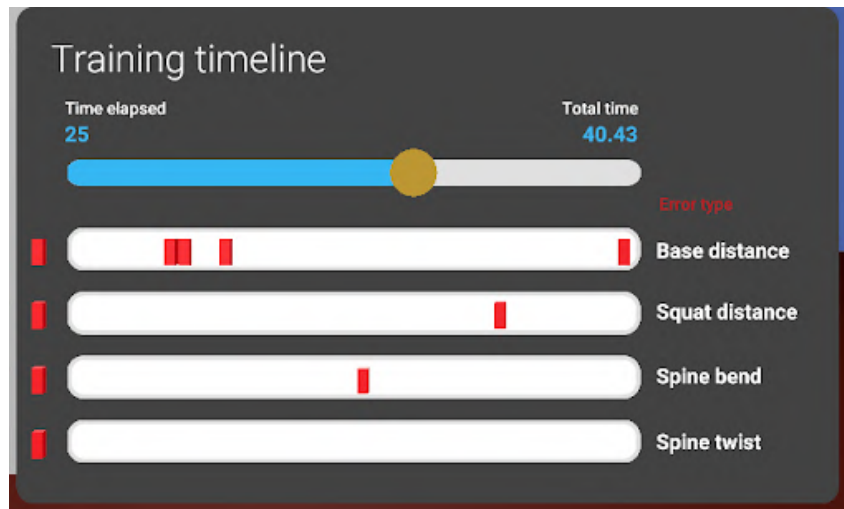 Training timeline
Time elapsed
Total time
25
40.43
Error type
Base distance
Squat distance
Spine bend
Spine twist